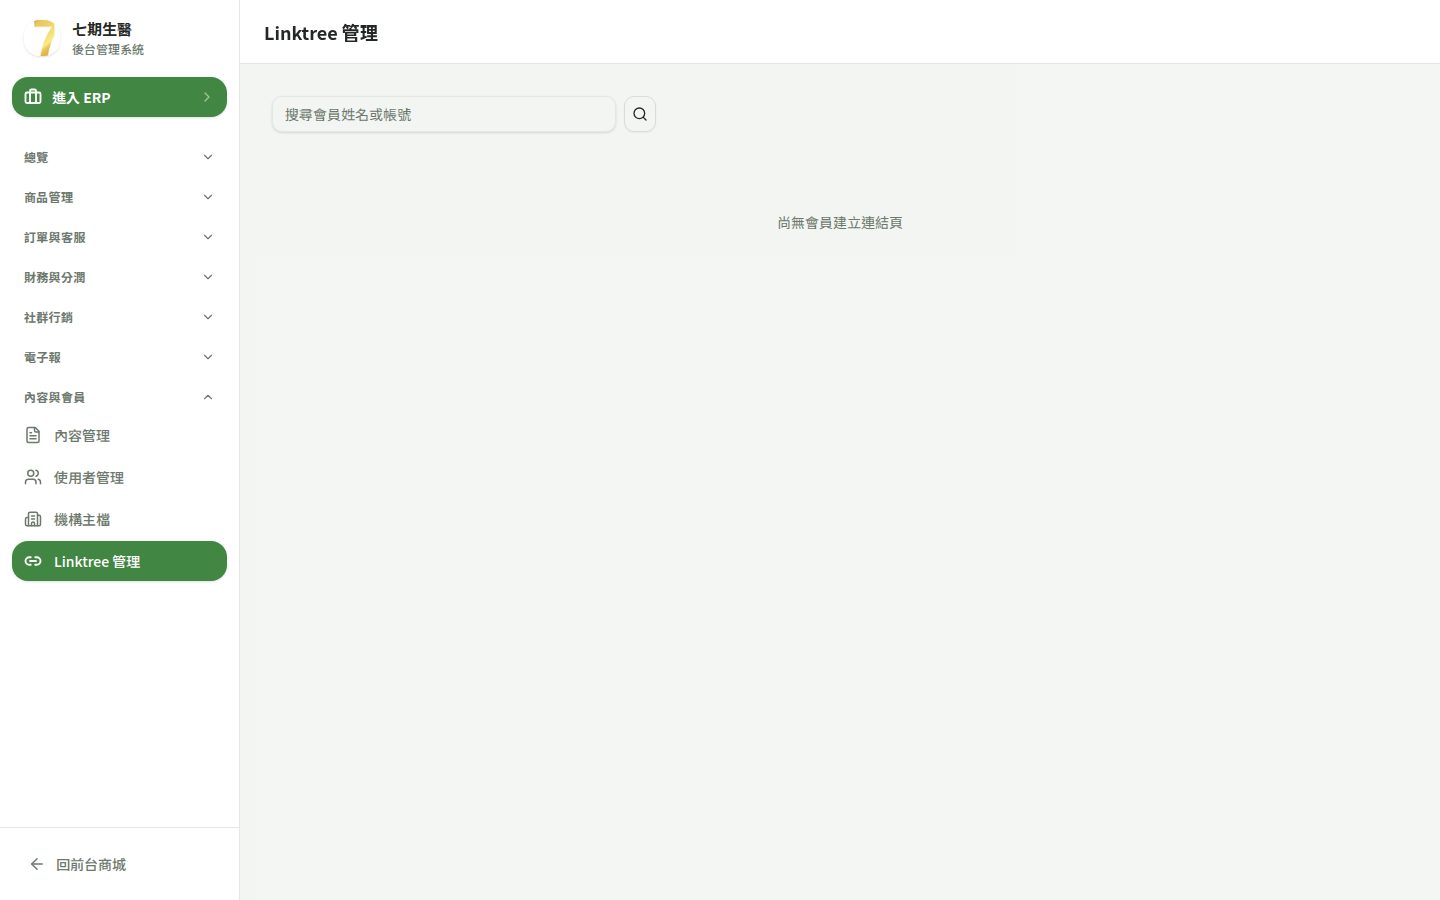 7
七期生醫
後台管理系統
進入 ERP
總覽
商品管理
訂單與客服
財務與分潤
社群行銷
電子報
內容與會員
內容管理
使用者管理
機構主檔
Linktree 管理
回前台商城
Linktree 管理
搜尋會員姓名或帳號
尚無會員建立連結頁